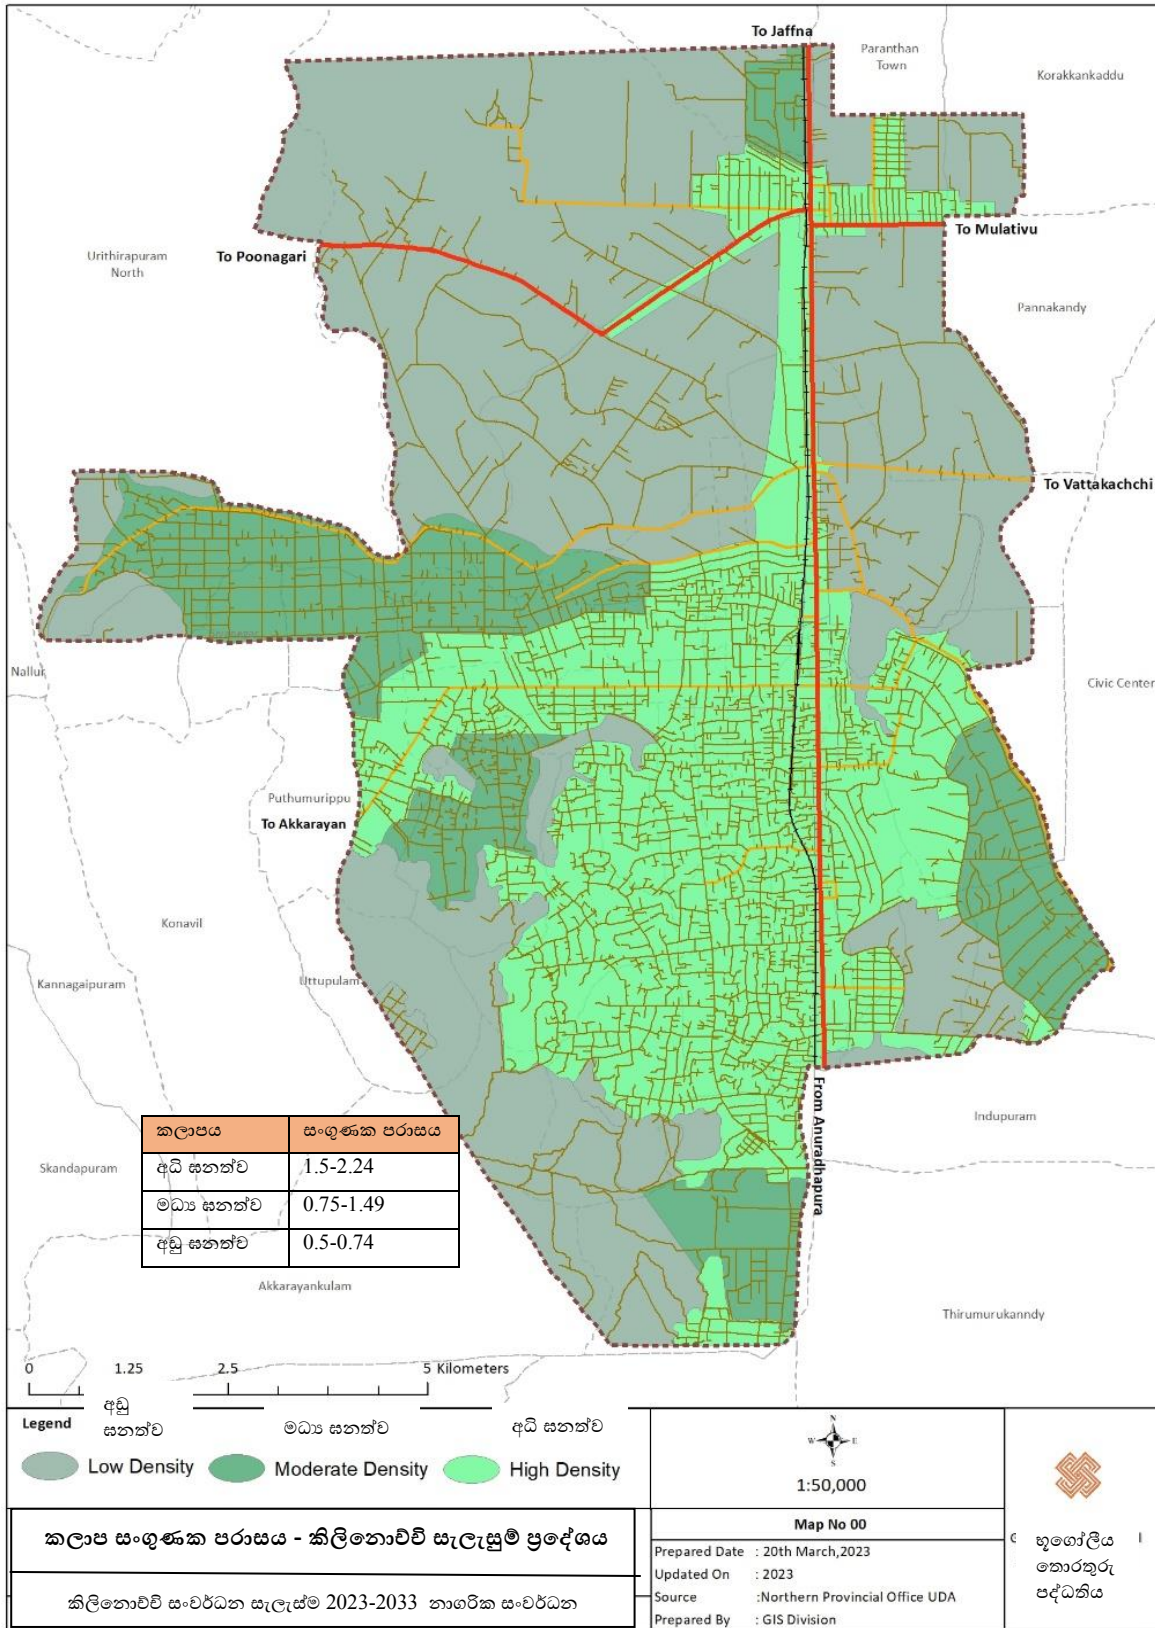 To Jaffna
Paranthan
Town
Korakkankaddu
Urithirapuram
North
To Poonagari
To Mulativu
Pannakandy
To Vattakachchi
Nallur
Civic Center
Puthumurippu
To Akkarayan
Konavil
Kannagaipuram
Uttupulam
From Anuradhapura
Indupuram
කලාපය සංගුණක පරාසය
අධි ඝනත්ව 1.5-2.24
මධ්‍ය ඝනත්ව 0.75-1.49
අඩු ඝනත්ව 0.5-0.74
Skandapuram
Akkarayankulam
Thirumurukanndy
0 1.25 2.5 5 Kilometers
Legend
අඩු
ඝනත්ව
මධ්‍ය ඝනත්ව
අධි ඝනත්ව
Low Density Moderate Density High Density
N
W E
S
1:50,000
කලාප සංගුණක පරාසය - කිලිනොච්චි සැලැසුම් ප්‍රදේශය
කිලිනොච්චි සංවර්ධන සැලැස්ම 2023-2033 නාගරික සංවර්ධන
Map No 00
Prepared Date : 20th March,2023
Updated On : 2023
Source :Northern Provincial Office UDA
Prepared By : GIS Division
භූගෝලීය
තොරතුරු
පද්ධතිය